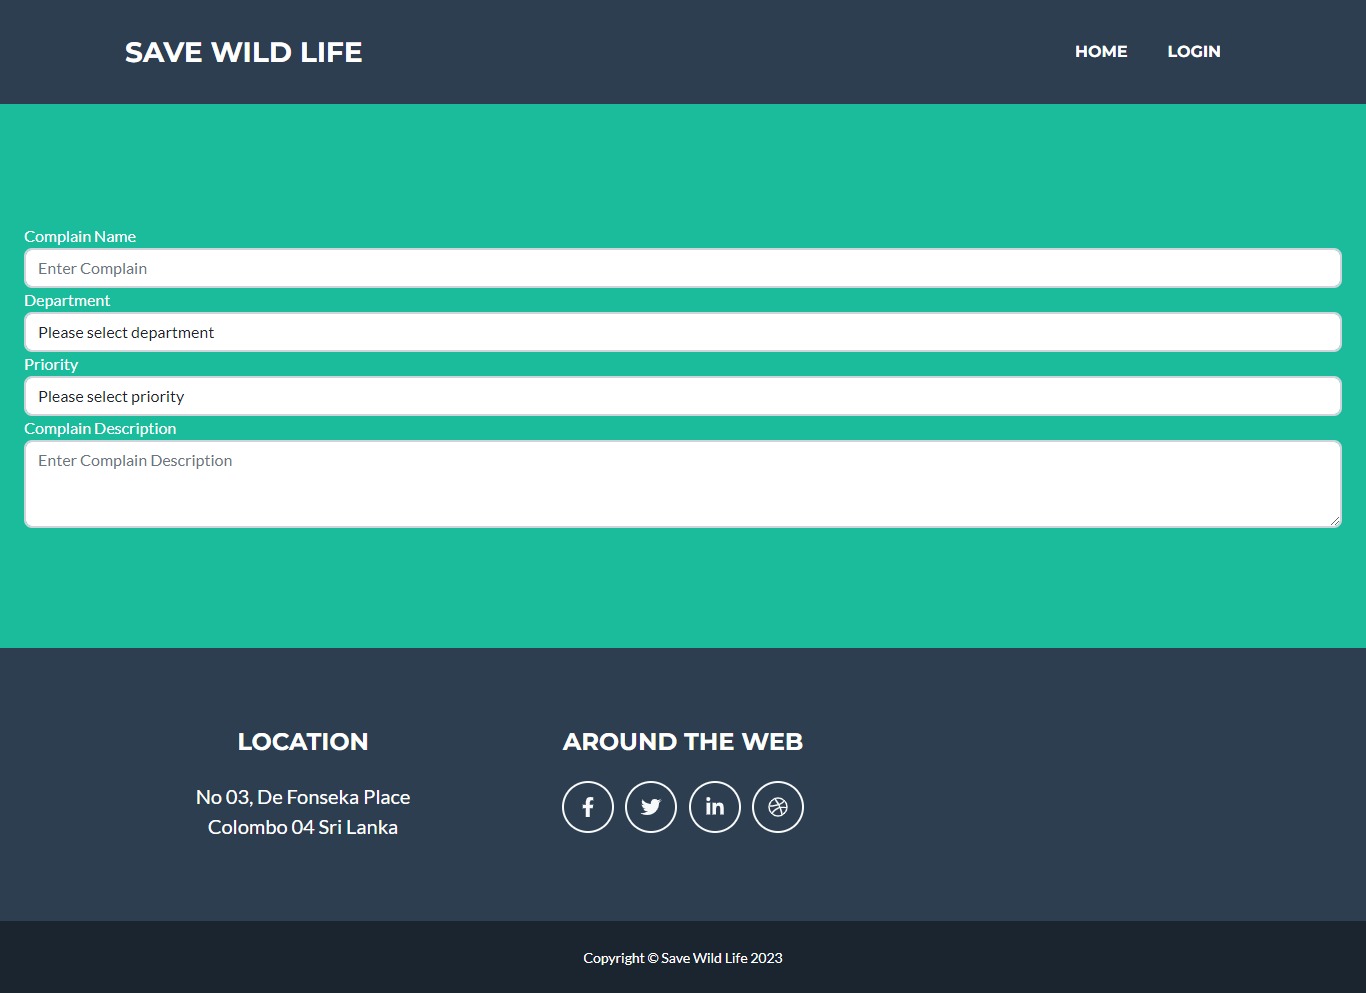 SAVE WILD LIFE
HOME
LOGIN
Complain Name
Enter Complain
Department
Please select department
Priority
Please select priority
Complain Description
Enter Complain Description
LOCATION
No 03, De Fonseka Place
Colombo 04 Sri Lanka
AROUND THE WEB
Copyright © Save Wild Life 2023